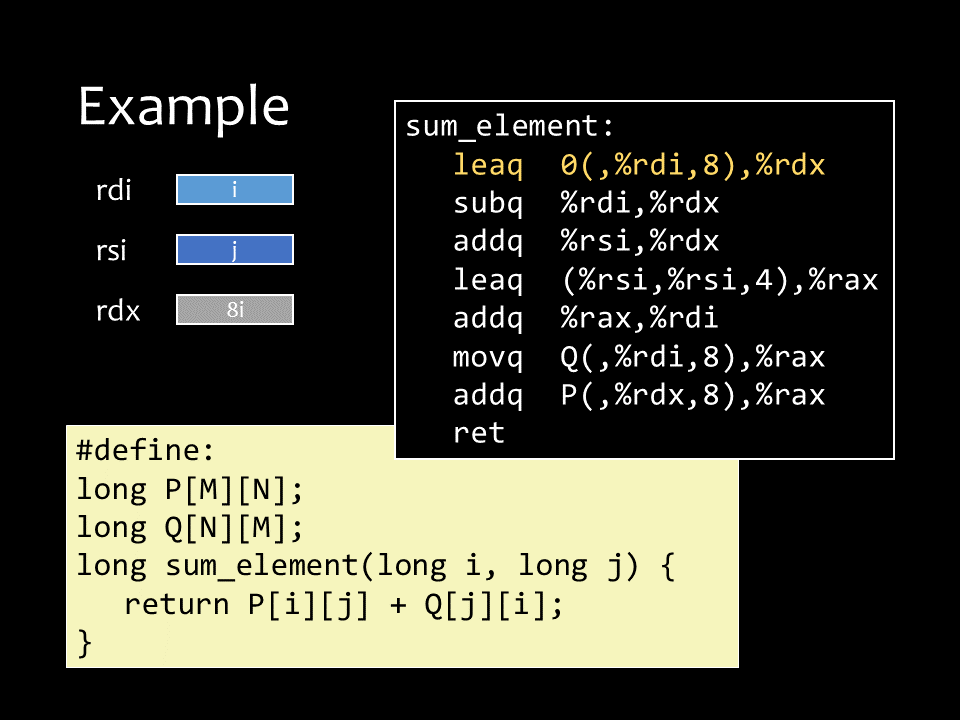 Example
rdi i
rsi j
rdx 8i
sum_element:
leaq 0(,%rdi,8),%rdx
subq %rdi,%rdx
addq %rsi,%rdx
leaq (%rsi,%rsi,4),%rax
addq %rax,%rdi
movq Q(,%rdi,8),%rax
addq P(,%rdx,8),%rax
ret
#define:
long P[M][N];
long Q[N][M];
long sum_element(long i, long j) {
return P[i][j] + Q[j][i];
}